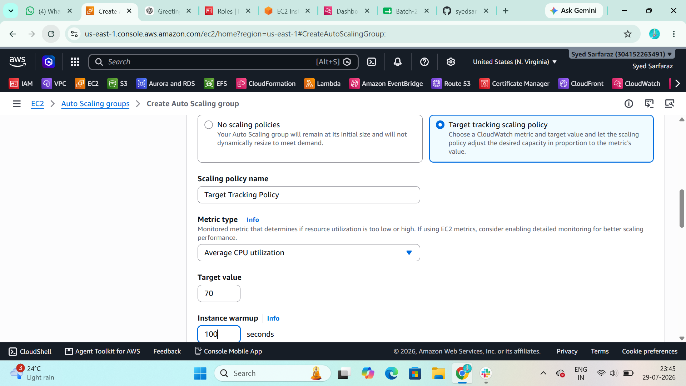 (4) Wha
Create
Greetin
Roles |
EC2 Ins
Dashbo
Batch-
syedsar
Ask Gemini
us-east-1.console.aws.amazon.com/ec2/home?region=us-east-1#CreateAutoScalingGroup:
aws
Search
[Alt+S]
United States (N. Virginia)
Syed Sarfaraz (304152263491)
Syed Sarfaraz
IAM
VPC
EC2
S3
Aurora and RDS
EFS
CloudFormation
Lambda
Amazon EventBridge
Route 53
Certificate Manager
CloudFront
CloudWatch
EC2
Auto Scaling groups
Create Auto Scaling group
No scaling policies
Your Auto Scaling group will remain at its initial size and will not
dynamically resize to meet demand.
Target tracking scaling policy
Choose a CloudWatch metric and target value and let the scaling
policy adjust the desired capacity in proportion to the metric's
value.
Scaling policy name
Target Tracking Policy
Metric type Info
Monitored metric that determines if resource utilization is too low or high. If using EC2 metrics, consider enabling detailed monitoring for better scaling
performance.
Average CPU utilization
Target value
70
Instance warmup Info
100 seconds
CloudShell
Agent Toolkit for AWS
Feedback
Console Mobile App
© 2026, Amazon Web Services, Inc. or its affiliates.
Privacy
Terms
Cookie preferences
24°C
Light rain
Search
ENG
IN
23:45
29-07-2026